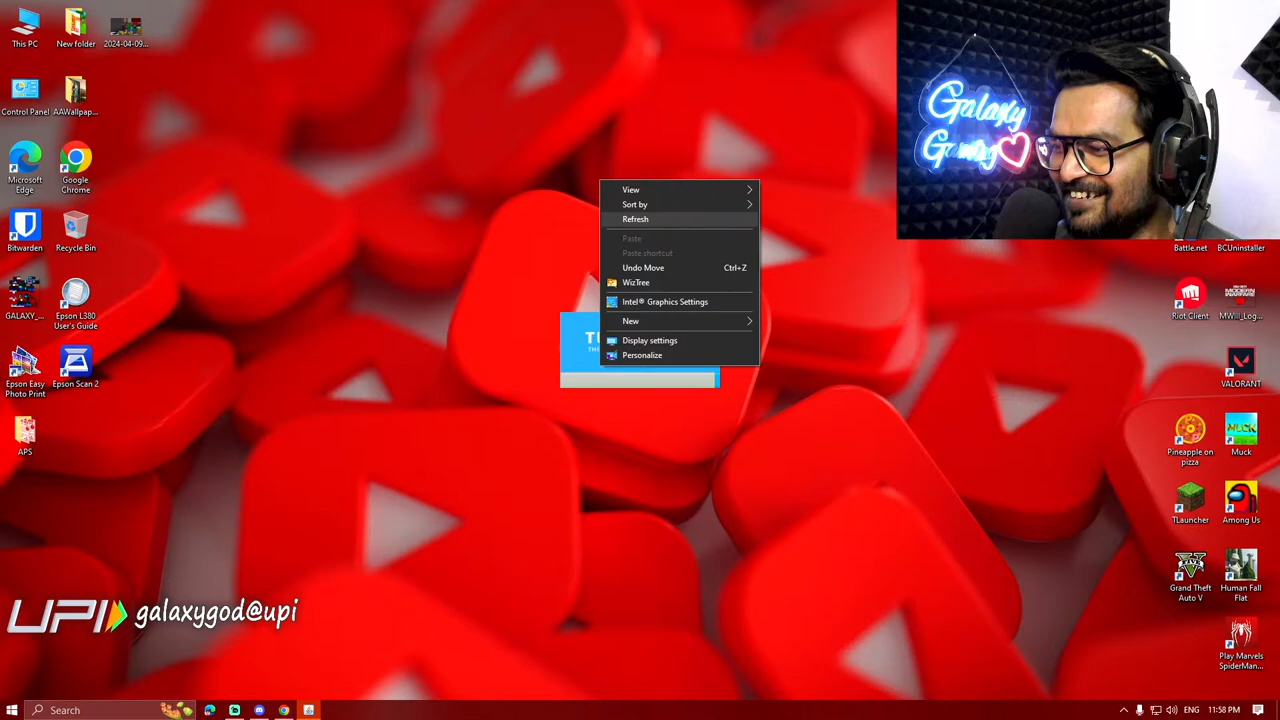 This PC
New folder
2024-04-09...
Control Panel
AAWallpap...
Microsoft
Edge
Google
Chrome
Bitwarden
Recycle Bin
GALAXY_...
Epson L380
User's Guide
Epson Easy
Photo Print
Epson Scan 2
APS
View
Sort by
Refresh
Paste
Paste shortcut
Undo Move Ctrl+Z
WizTree
Intel® Graphics Settings
New
Display settings
Personalize
Galaxy
Gaming
Battle.net
BCUninstaller
Riot Client
MODERN
WARFARE
MWIII_Log...
VALORANT
Pineapple on
pizza
MUCK
Muck
TLauncher
Among Us
Grand Theft
Auto V
Human Fall
Flat
Play Marvels
SpiderMan...
UPI galaxygod@upi
Search
ENG
11:58 PM